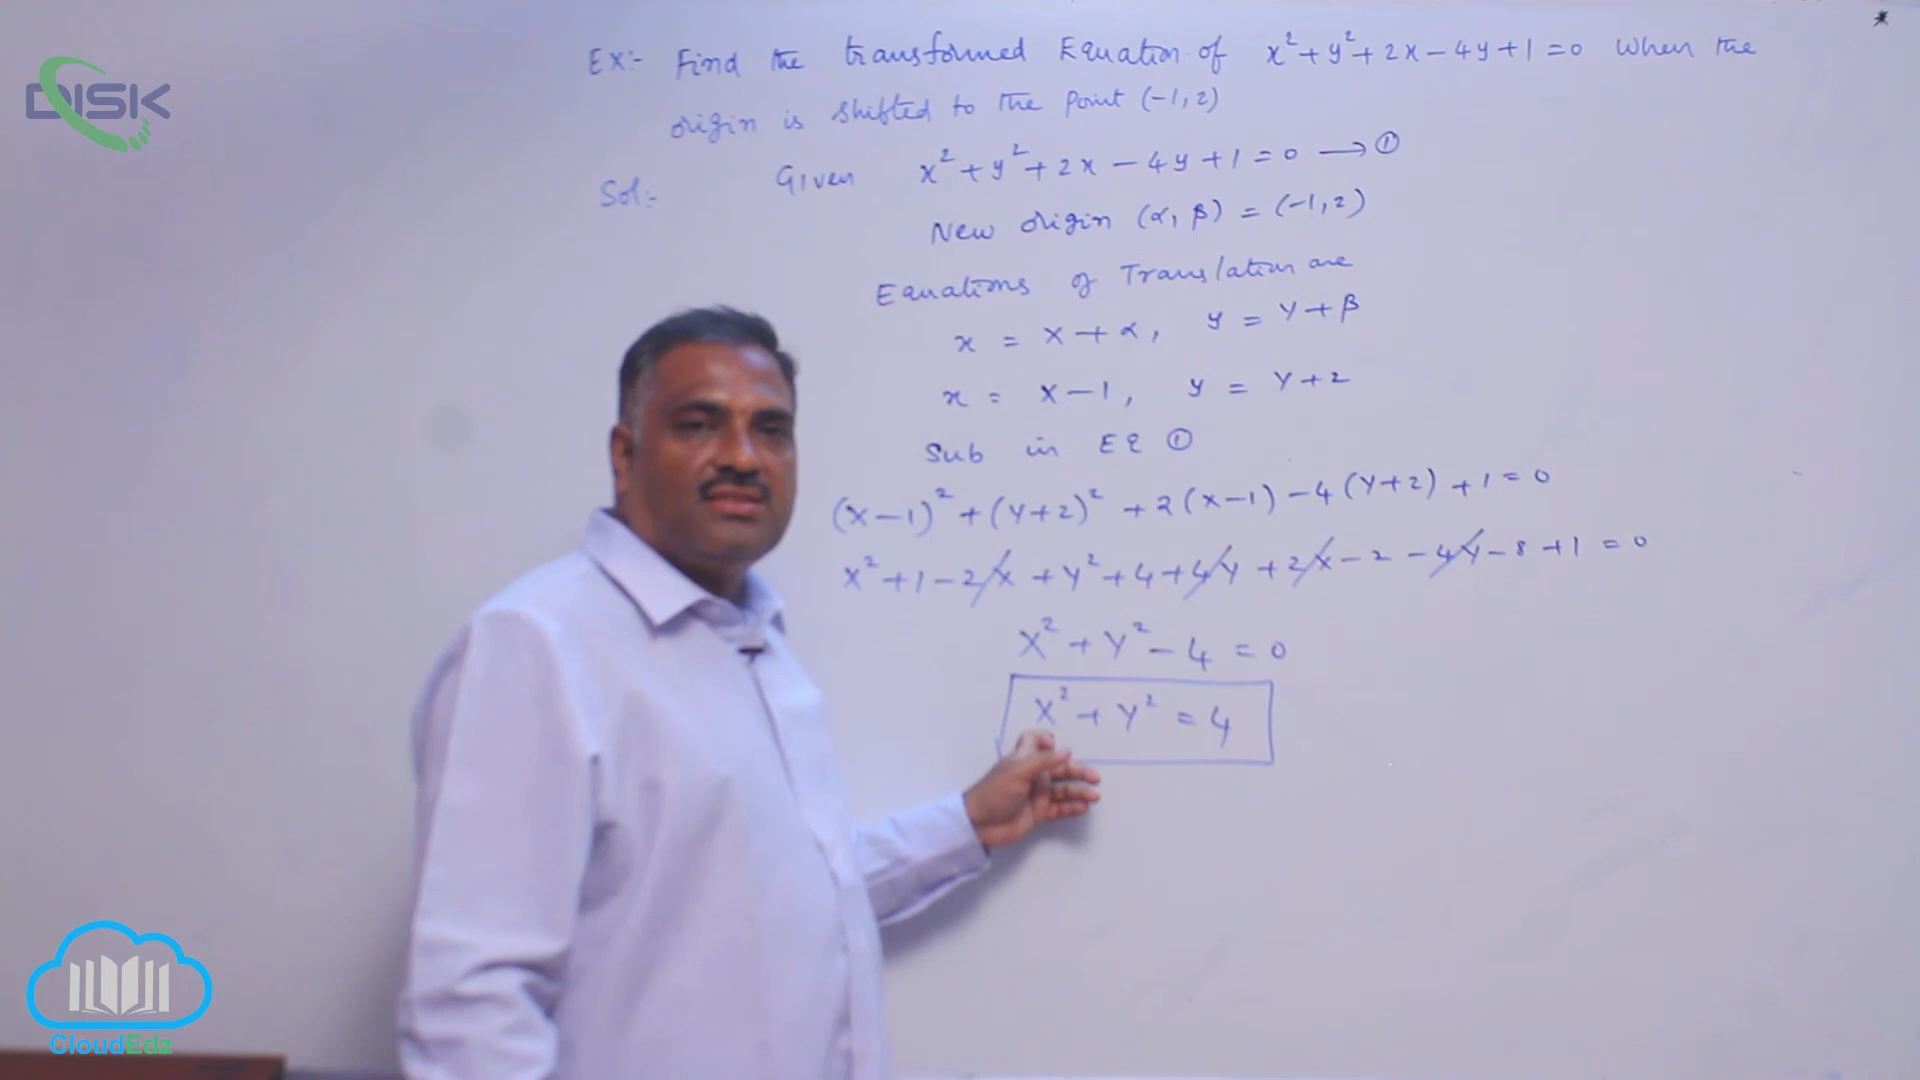 DISK
Ex:- Find the transformed Equation of x²+y²+2x-4y+1=0 when the
origin is shifted to the point (-1,2)
Sol:- Given x²+y²+2x-4y+1=0 → ①
New origin (α, β) = (-1,2)
Equations of Translation are
x = X+α, y = Y+β
x = X-1, y = Y+2
Sub in EQ ①
(X-1)²+(Y+2)²+2(X-1)-4(Y+2)+1=0
X²+1-2X+Y²+4+4Y+2X-2-4Y-8+1=0
X²+Y²-4=0
X²+Y²=4
CloudEdz